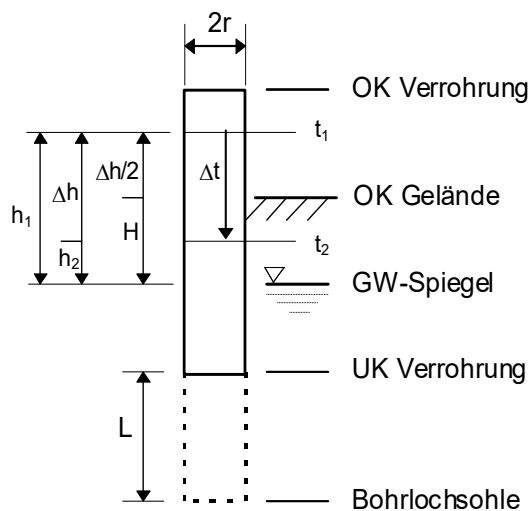 2r
OK Verrohrung
t₁
Δh/2
Δt
Δh
OK Gelände
h₁
H
h₂
t₂
GW-Spiegel
UK Verrohrung
L
Bohrlochsohle